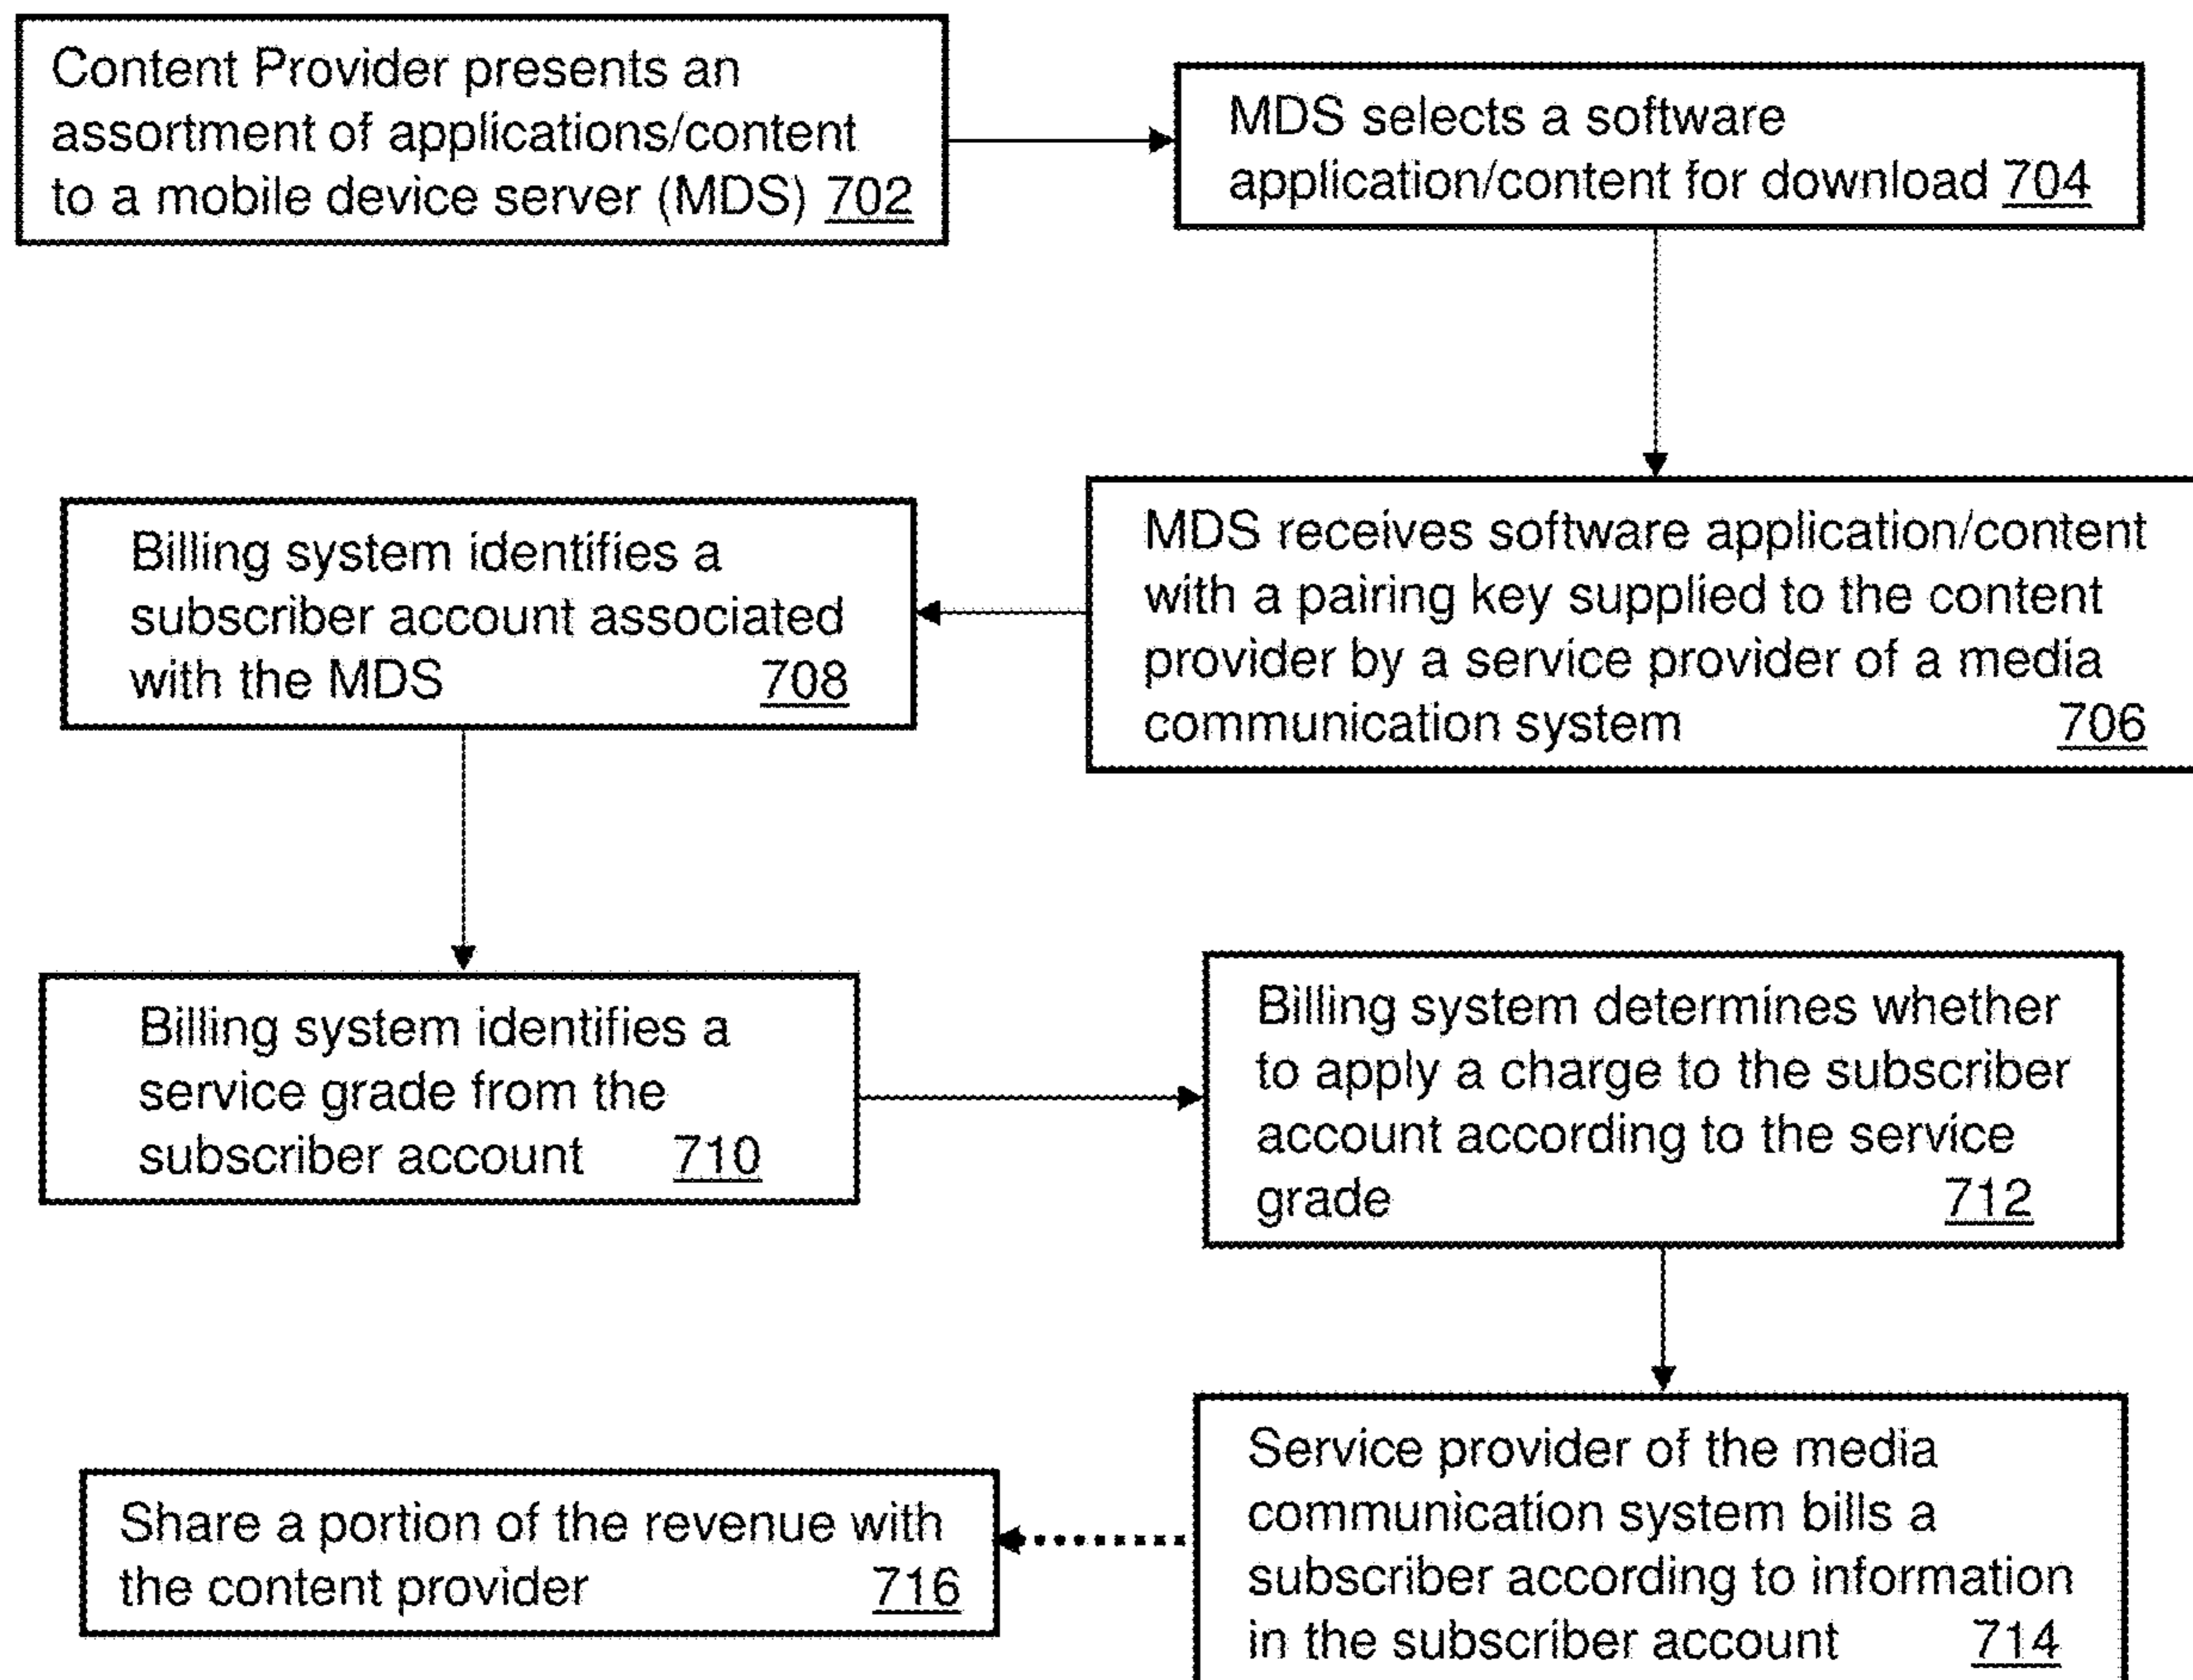 Content Provider presents an
assortment of applications/content
to a mobile device server (MDS) 702
MDS selects a software
application/content for download 704
MDS receives software application/content
with a pairing key supplied to the content
provider by a service provider of a media
communication system 706
Billing system identifies a
subscriber account associated
with the MDS 708
Billing system identifies a
service grade from the
subscriber account 710
Billing system determines whether
to apply a charge to the subscriber
account according to the service
grade 712
Service provider of the media
communication system bills a
subscriber according to information
in the subscriber account 714
Share a portion of the revenue with
the content provider 716